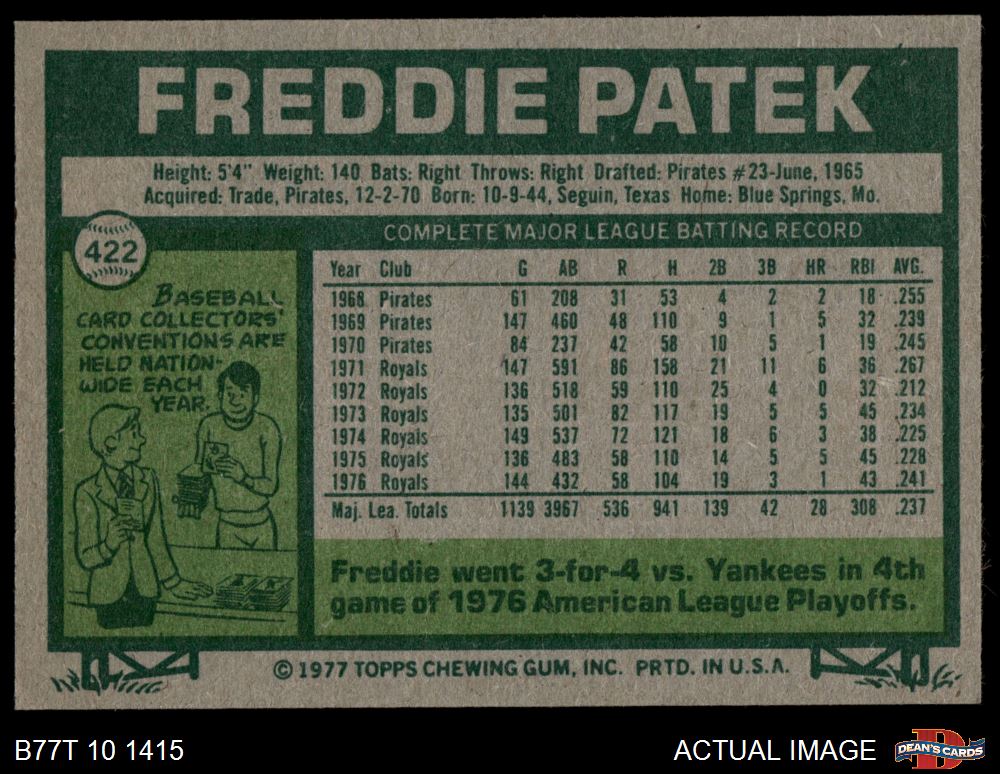 FREDDIE PATEK
Height: 5'4" Weight: 140 Bats: Right Throws: Right Drafted: Pirates #23-June, 1965
Acquired: Trade, Pirates, 12-2-70 Born: 10-9-44, Seguin, Texas Home: Blue Springs, Mo.
422
BASEBALL
CARD COLLECTORS'
CONVENTIONS ARE
HELD NATION-
WIDE EACH
YEAR.
COMPLETE MAJOR LEAGUE BATTING RECORD
Year Club G AB R H 2B 3B HR RBI AVG.
1968 Pirates 61 208 31 53 4 2 2 18 .255
1969 Pirates 147 460 48 110 9 1 5 32 .239
1970 Pirates 84 237 42 58 10 5 1 19 .245
1971 Royals 147 591 86 158 21 11 6 36 .267
1972 Royals 136 518 59 110 25 4 0 32 .212
1973 Royals 135 501 82 117 19 5 5 45 .234
1974 Royals 149 537 72 121 18 6 3 38 .225
1975 Royals 136 483 58 110 14 5 5 45 .228
1976 Royals 144 432 58 104 19 3 1 43 .241
Maj. Lea. Totals 1139 3967 536 941 139 42 28 308 .237
Freddie went 3-for-4 vs. Yankees in 4th
game of 1976 American League Playoffs.
© 1977 TOPPS CHEWING GUM, INC. PRTD. IN U.S.A.
B77T 10 1415
ACTUAL IMAGE
D
DEAN'S CARDS